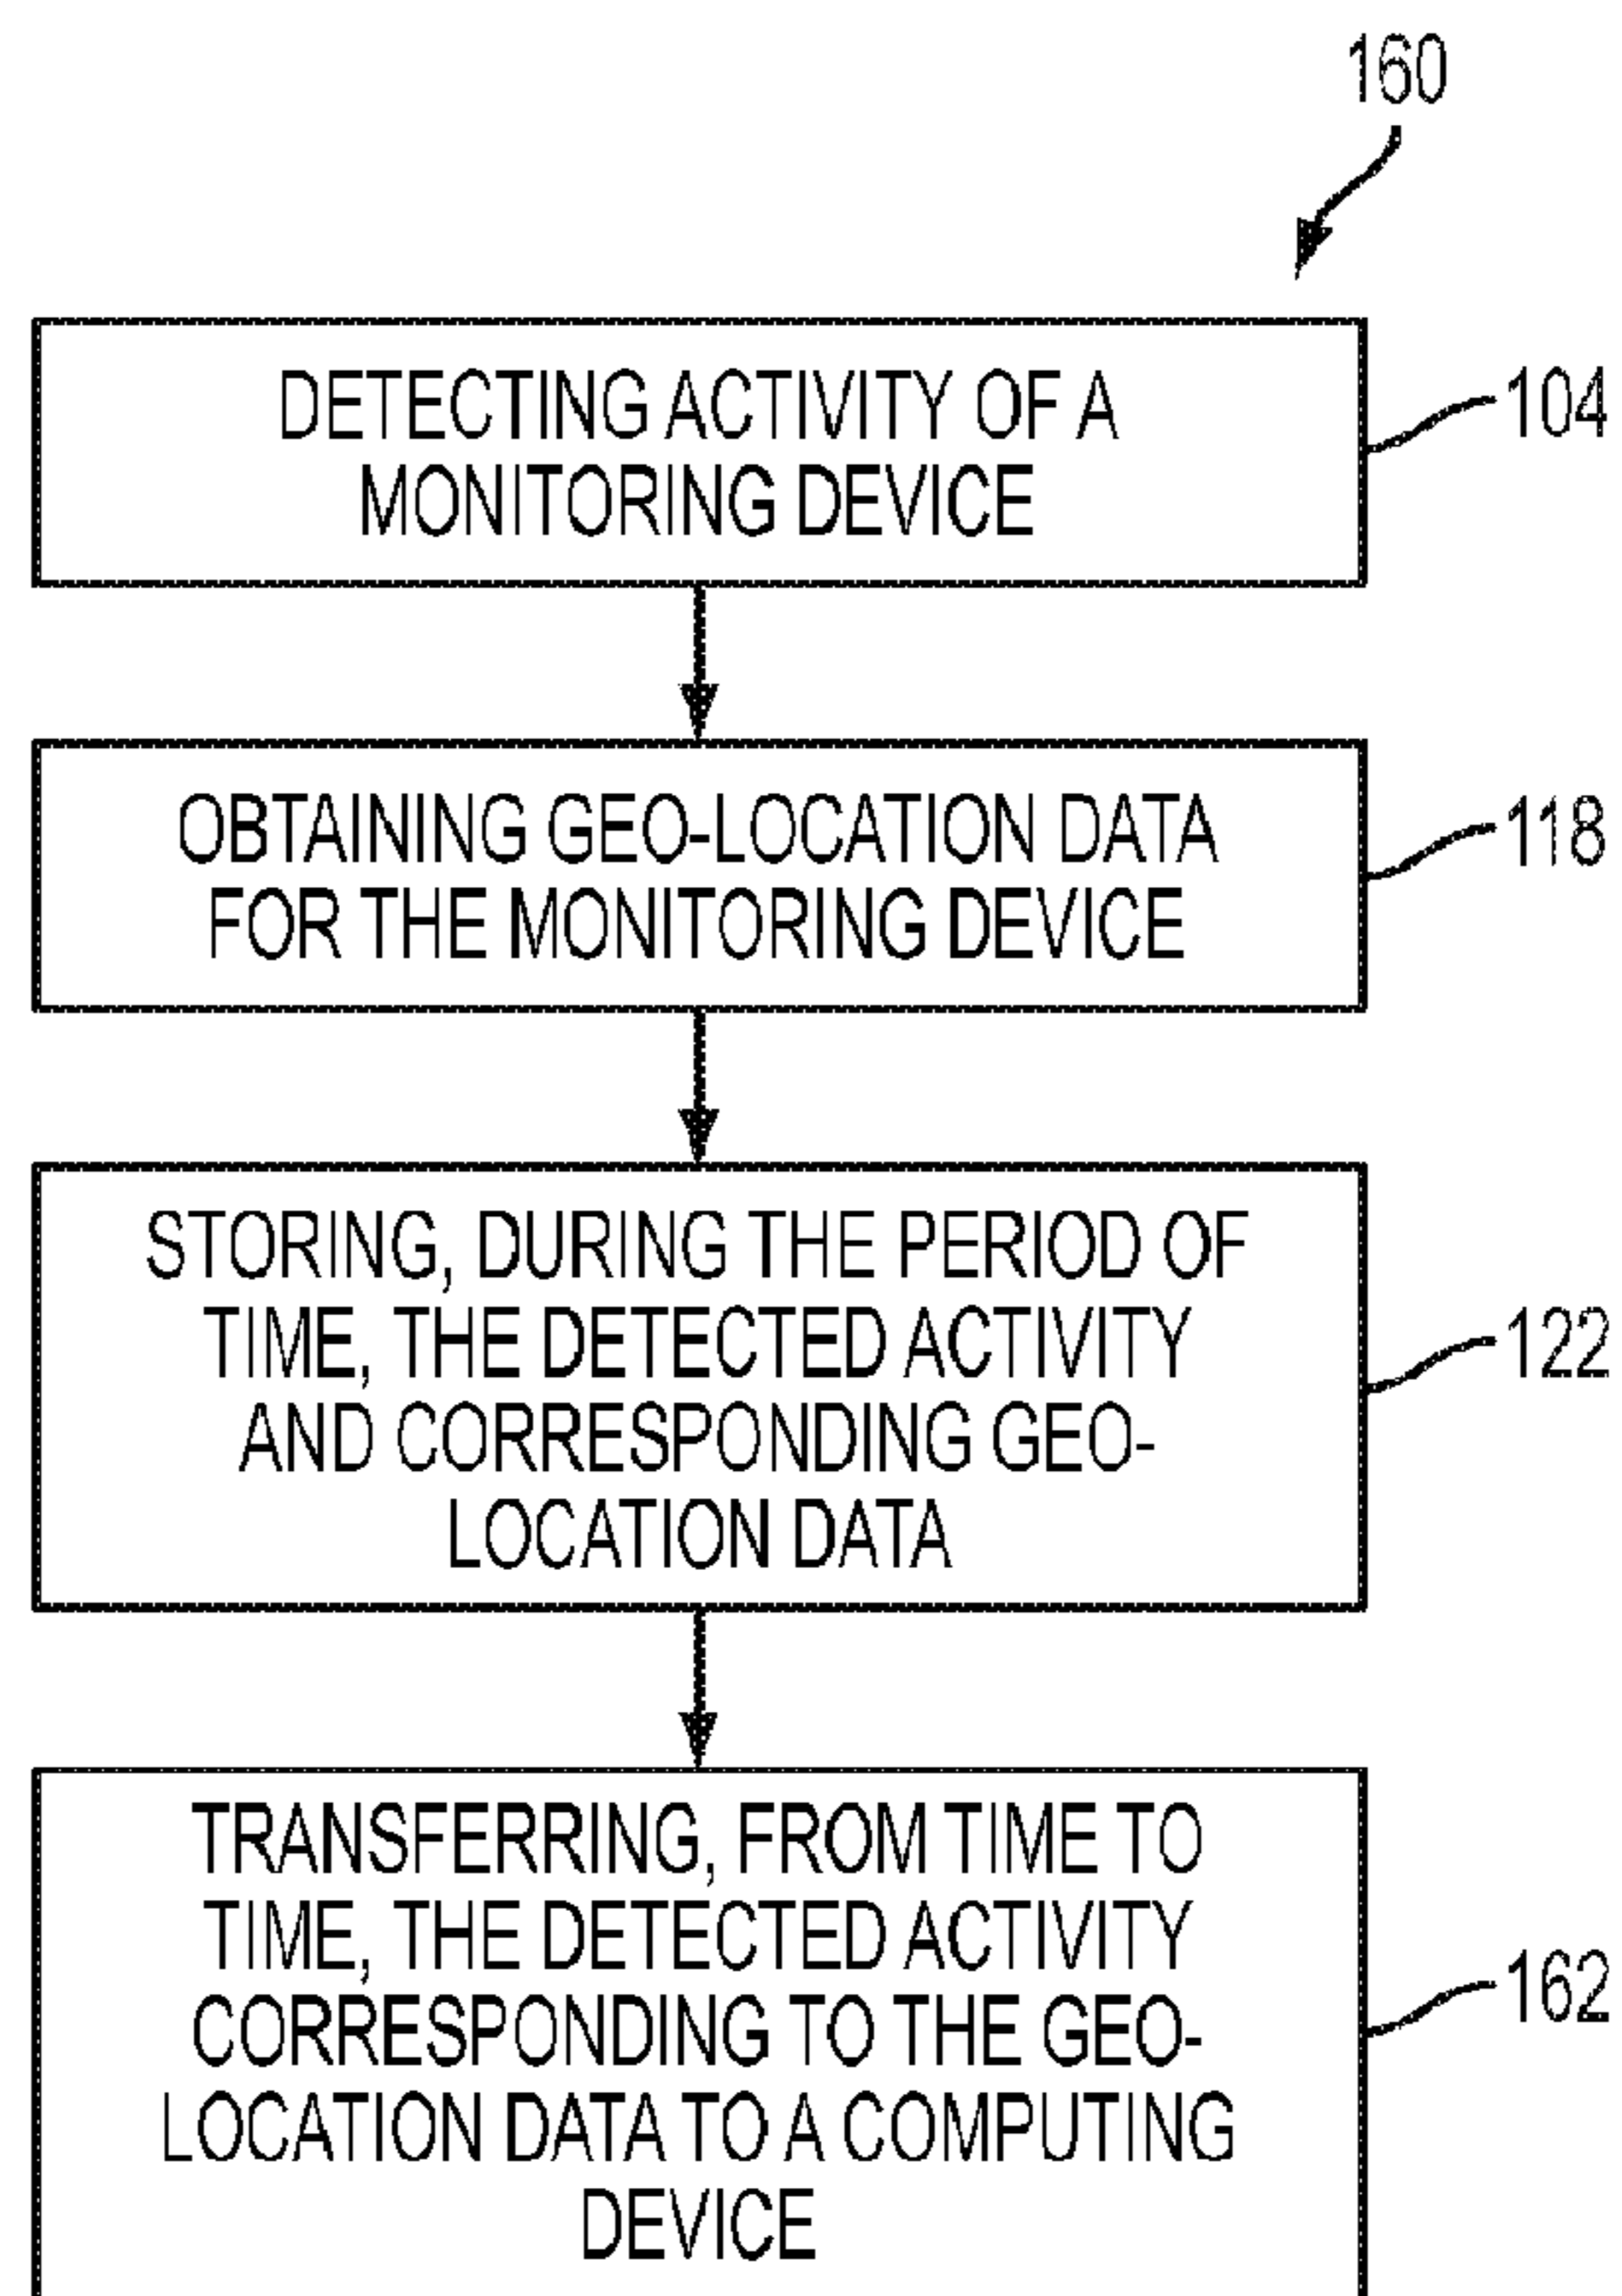 160
DETECTING ACTIVITY OF A
MONITORING DEVICE
104
OBTAINING GEO-LOCATION DATA
FOR THE MONITORING DEVICE
118
STORING, DURING THE PERIOD OF
TIME, THE DETECTED ACTIVITY
AND CORRESPONDING GEO-
LOCATION DATA
122
TRANSFERRING, FROM TIME TO
TIME, THE DETECTED ACTIVITY
CORRESPONDING TO THE GEO-
LOCATION DATA TO A COMPUTING
DEVICE
162